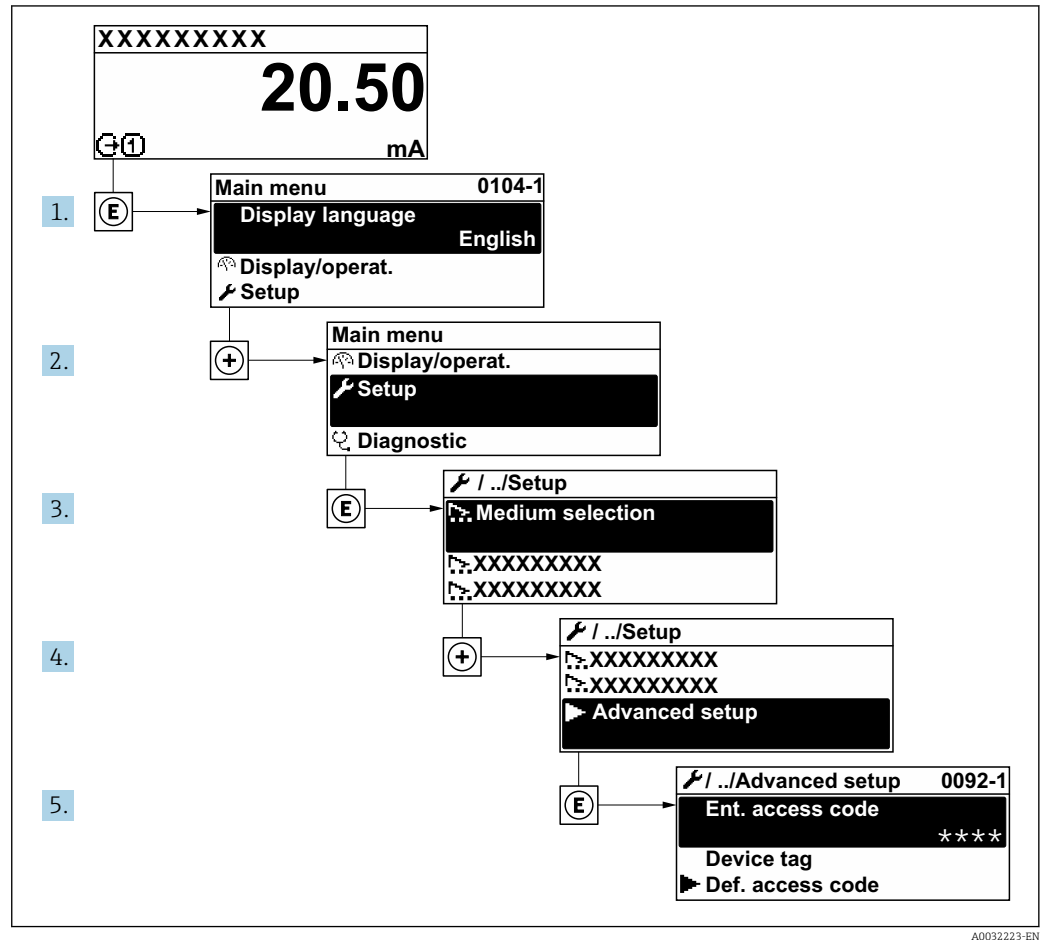 XXXXXXXXX
20.50
1 mA
1. E
Main menu 0104-1
Display language
English
Display/operat.
Setup
2. +
Main menu
Display/operat.
Setup
Diagnostic
3. E
/ ../Setup
Medium selection
XXXXXXXXX
XXXXXXXXX
4. +
/ ../Setup
XXXXXXXXX
XXXXXXXXX
Advanced setup
5. E
/ ../Advanced setup 0092-1
Ent. access code
****
Device tag
Def. access code
A0032223-EN